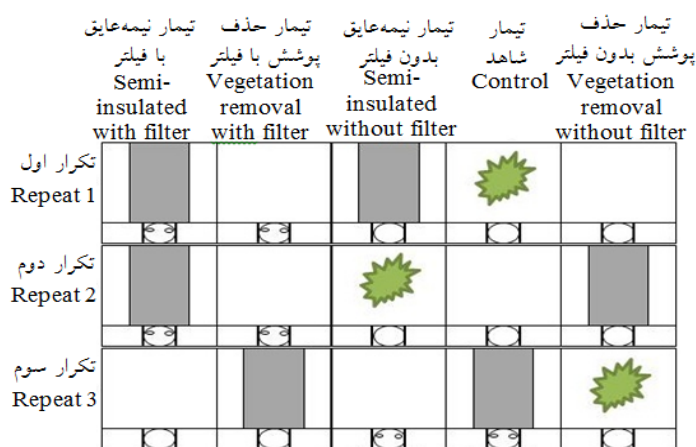 تیمار نیمه‌عایق
با فیلتر
Semi-
insulated
with filter
تیمار حذف
پوشش با فیلتر
Vegetation
removal
with filter
تیمار نیمه‌عایق
بدون فیلتر
Semi-
insulated
without filter
تیمار
شاهد
Control
تیمار حذف
پوشش بدون فیلتر
Vegetation
removal
without filter
تکرار اول
Repeat 1
تکرار دوم
Repeat 2
تکرار سوم
Repeat 3